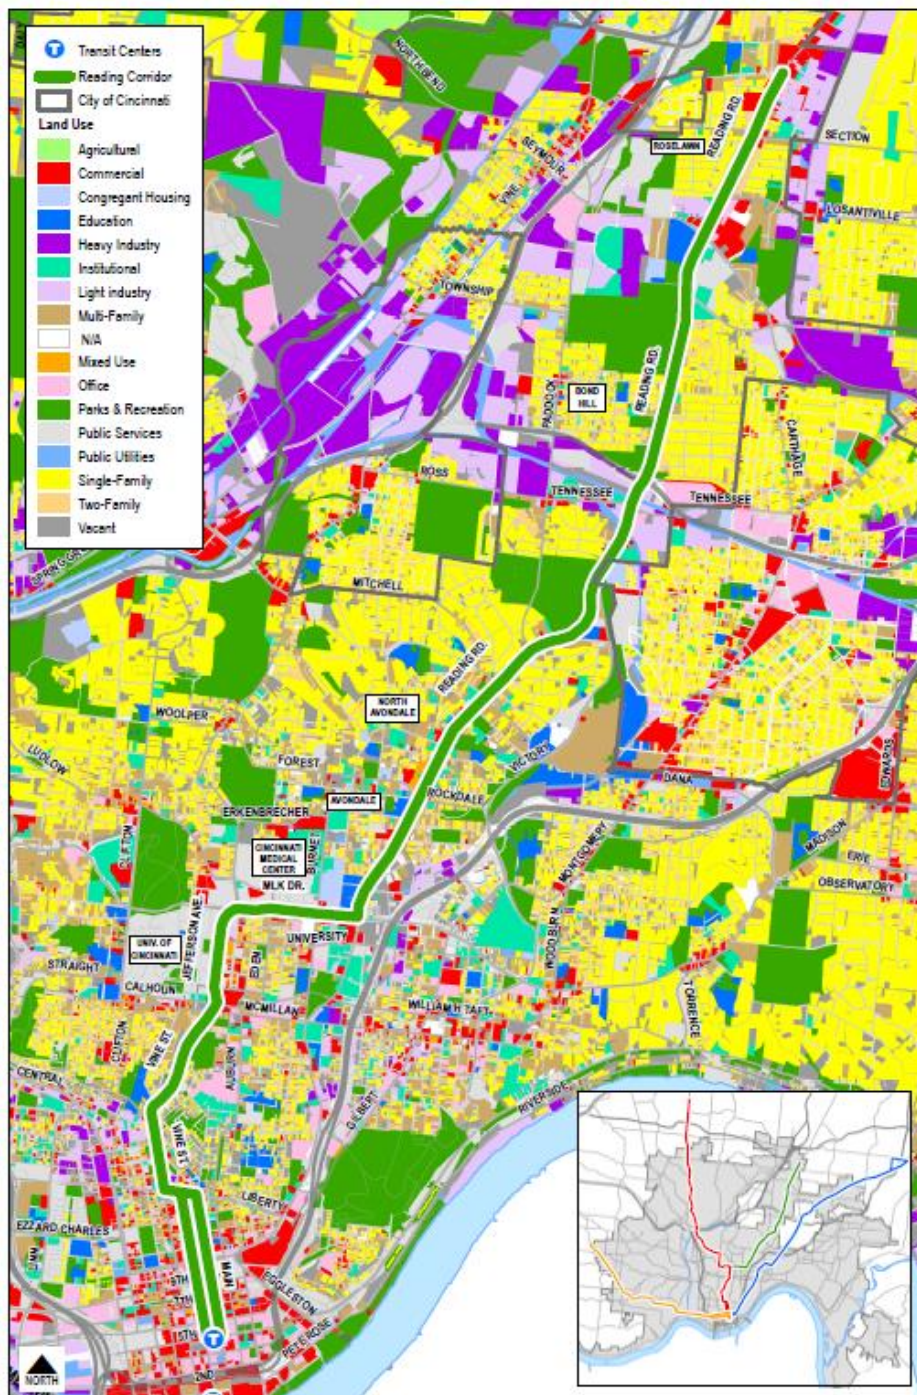 Transit Centers
Reading Corridor
City of Cincinnati
Land Use
Agricultural
Commercial
Congregant Housing
Education
Heavy Industry
Institutional
Light industry
Multi-Family
N/A
Mixed Use
Office
Parks & Recreation
Public Services
Public Utilities
Single-Family
Two-Family
Vacant
NORTH BEND
READING RD.
ROSELAWN
SECTION
SEYMOUR
VINE
LOSANTIVILLE
TOWNSHIP
READING RD.
PADDOCK
BOND
HILL
CARTHAGE
ROSS
TENNESSEE
TENNESSEE
MITCHELL
READING RD.
NORTH
AVONDALE
WOOLPER
LUDLOW
FOREST
VICTORY
DANA
EDWARDS
ROCKDALE
AVONDALE
ERKENBRECHER
BURNET
CINCINNATI
MEDICAL
CENTER
MLK DR.
MONTGOMERY
MADISON
ERIE
OBSERVATORY
JEFFERSON AVE.
UNIV. OF
CINCINNATI
UNIVERSITY
WOODBURN
STRAIGHT
EDEN
CALHOUN
MCMILLAN
WILLIAM H TAFT
TORRENCE
CLIFTON
VINE ST.
AUBURN
CENTRAL
GILBERT
RIVERSIDE
VINE ST.
LIBERTY
EZZARD CHARLES
LINN
MAIN
9TH
7TH
5TH
EGGLESTON
PETE ROSE
2ND
T
NORTH